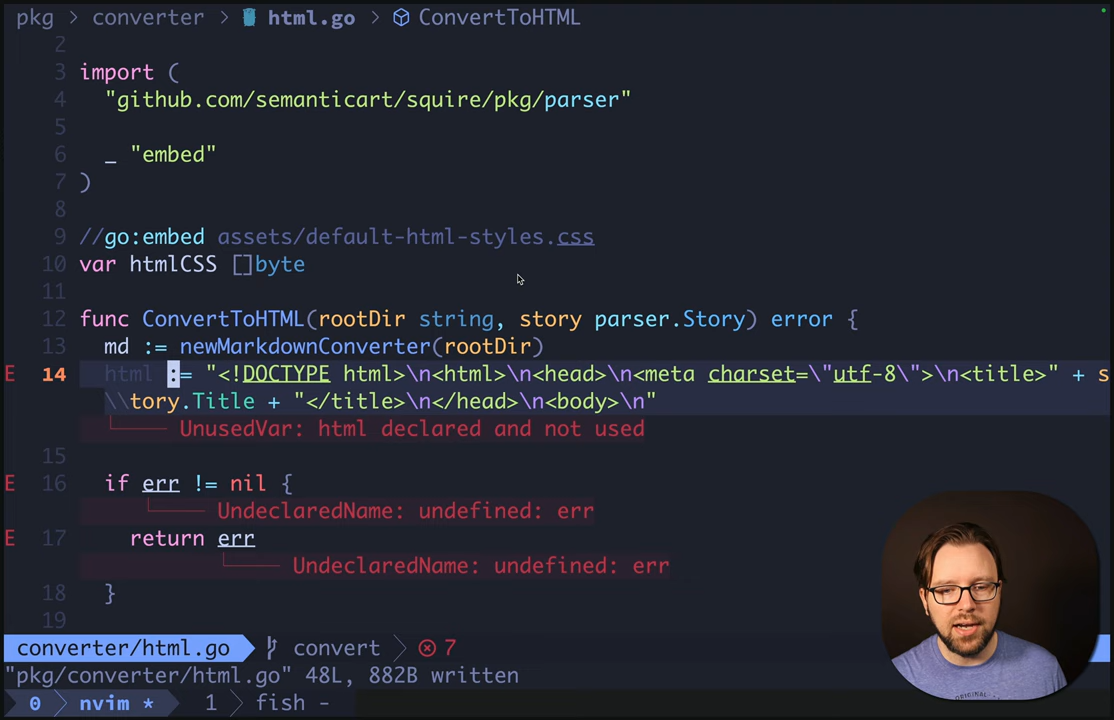 pkg > converter > html.go > ConvertToHTML
2
3 import (
4 "github.com/semanticart/squire/pkg/parser"
5
6 _ "embed"
7 )
8
9 //go:embed assets/default-html-styles.css
10 var htmlCSS []byte
11
12 func ConvertToHTML(rootDir string, story parser.Story) error {
13 md := newMarkdownConverter(rootDir)
E 14 html := "<!DOCTYPE html>\n<html>\n<head>\n<meta charset=\"utf-8\">\n<title>" + s
\\tory.Title + "</title>\n</head>\n<body>\n"
UnusedVar: html declared and not used
15
E 16 if err != nil {
UndeclaredName: undefined: err
E 17 return err
UndeclaredName: undefined: err
18 }
19
converter/html.go convert 7
"pkg/converter/html.go" 48L, 882B written
0 nvim * 1 fish -
ORIGINAL